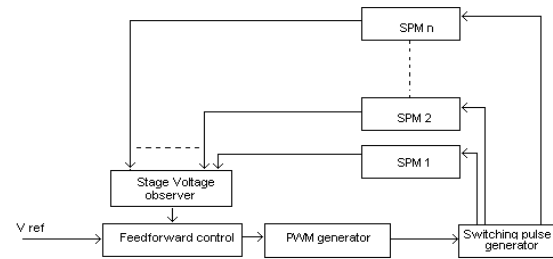 SPM n
SPM 2
SPM 1
Stage Voltage
observer
V ref
Feedforward control
PWM generator
Switching pulse
generator